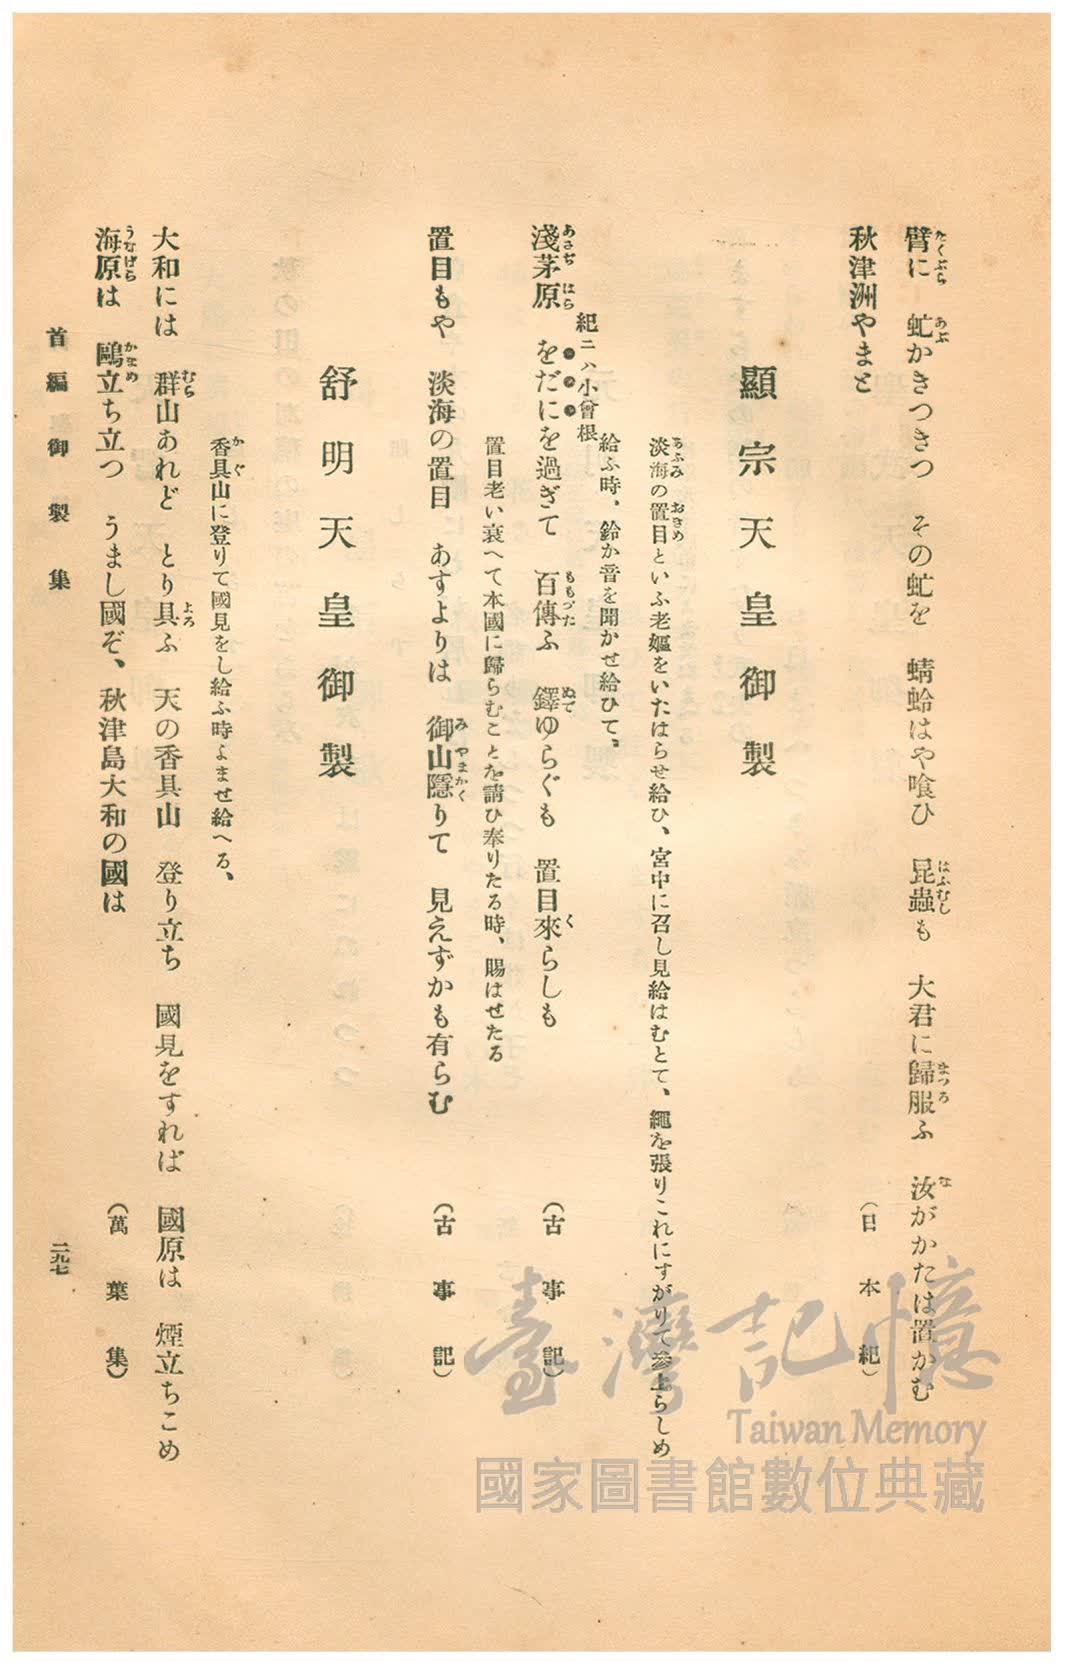 臂に　虻かきつきつ　その虻を　蜻蛉はや喰ひ　昆蟲も　大君に歸服ふ　汝がかたは置かむ
秋津洲やまと　（日本紀）
顯宗天皇御製
淡海の置目といふ老嫗をいたはらせ給ひ、宮中に召し見給はむとて、繩を張りこれにすがりて參上らしめ
給ふ時、鈴か音を聞かせ給ひて、
紀ニハ小曾根
淺茅原　をだにを過ぎて　百傳ふ　鐸ゆらぐも　置目來らしも　（古事記）
置目老い衰へて本國に歸らむことを請ひ奉りたる時、賜はせたる
置目もや　淡海の置目　あすよりは　御山隱りて　見えずかも有らむ　（古事記）
舒明天皇御製
香具山に登りて國見をし給ふ時よませ給へる、
大和には　群山あれど　とり具ふ　天の香具山　登り立ち　國見をすれば　國原は　煙立ちこめ
海原は　鷗立ち立つ　うまし國ぞ、秋津島大和の國は　（萬葉集）
首編　御製集
二九七
臺灣記憶
Taiwan Memory
國家圖書館數位典藏